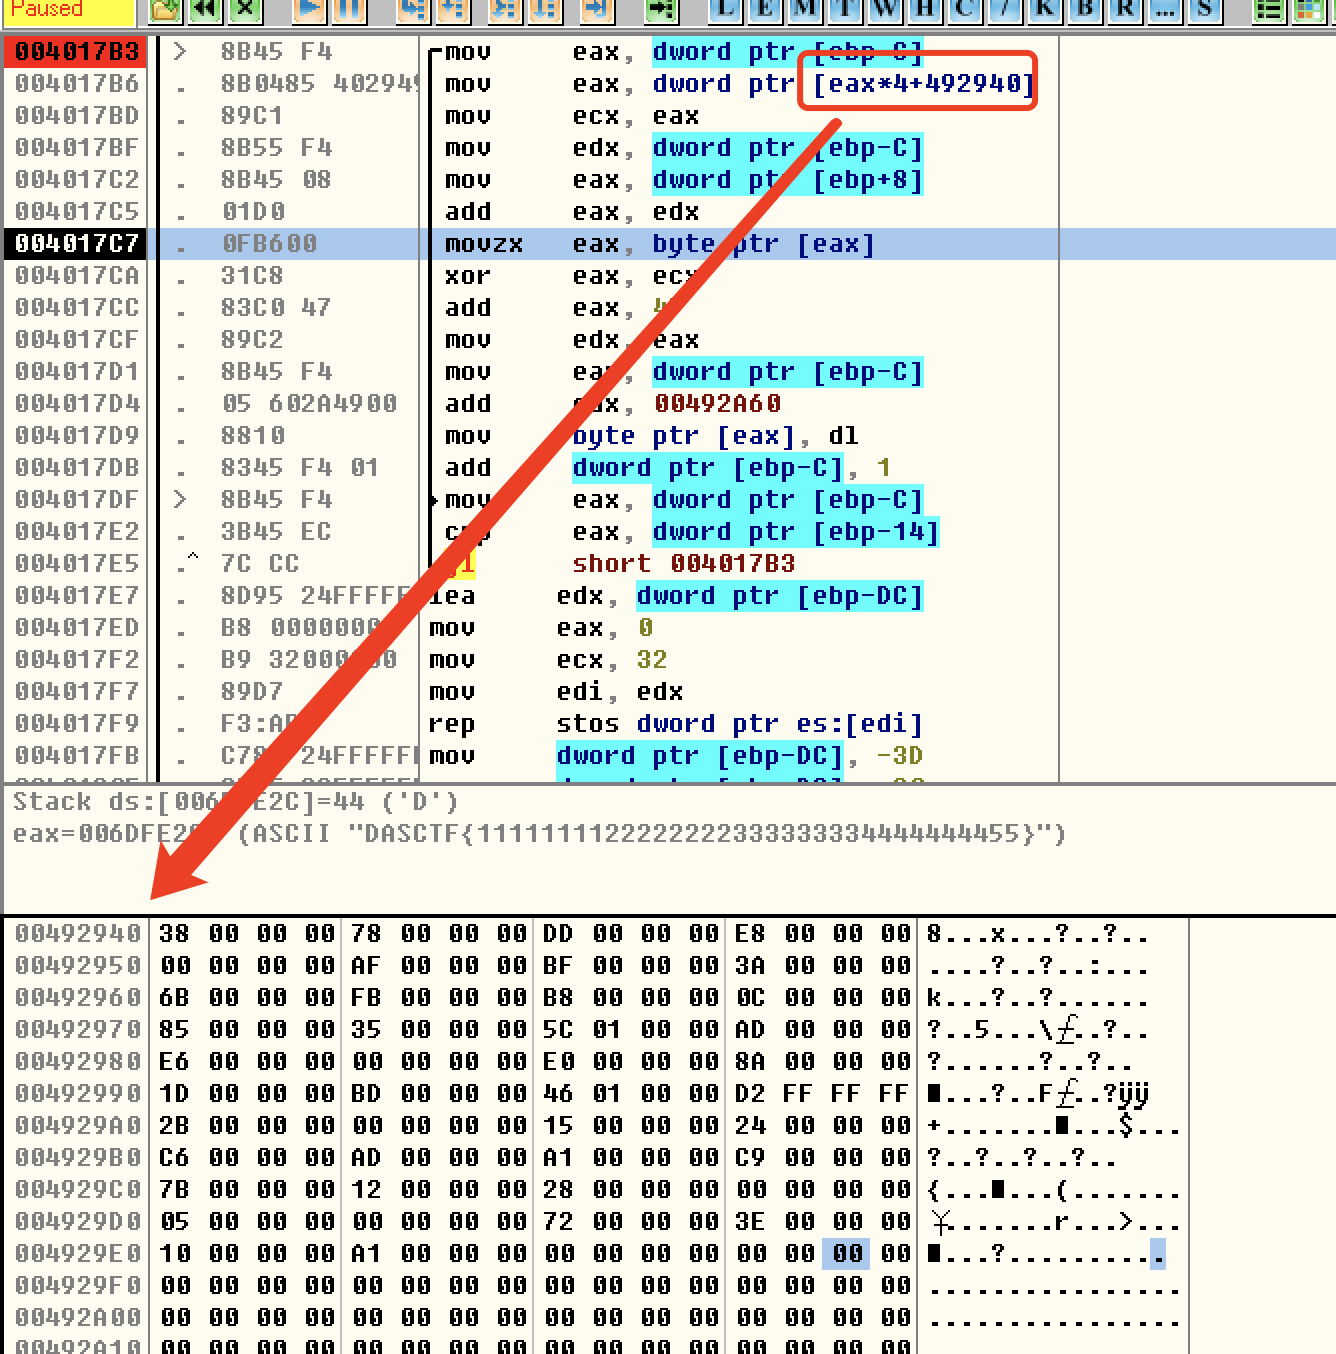 Paused L E M T W H C / K B R ... S
004017B3 > 8B45 F4 mov eax, dword ptr [ebp-C]
004017B6 . 8B0485 402949 mov eax, dword ptr [eax*4+492940]
004017BD . 89C1 mov ecx, eax
004017BF . 8B55 F4 mov edx, dword ptr [ebp-C]
004017C2 . 8B45 08 mov eax, dword ptr [ebp+8]
004017C5 . 01D0 add eax, edx
004017C7 . 0FB600 movzx eax, byte ptr [eax]
004017CA . 31C8 xor eax, ecx
004017CC . 83C0 47 add eax,
004017CF . 89C2 mov edx, eax
004017D1 . 8B45 F4 mov eax, dword ptr [ebp-C]
004017D4 . 05 602A4900 add eax, 00492A60
004017D9 . 8810 mov byte ptr [eax], dl
004017DB . 8345 F4 01 add dword ptr [ebp-C], 1
004017DF > 8B45 F4 mov eax, dword ptr [ebp-C]
004017E2 . 3B45 EC cmp eax, dword ptr [ebp-14]
004017E5 .^ 7C CC jl short 004017B3
004017E7 . 8D95 24FFFFF lea edx, dword ptr [ebp-DC]
004017ED . B8 00000000 mov eax, 0
004017F2 . B9 32000000 mov ecx, 32
004017F7 . 89D7 mov edi, edx
004017F9 . F3:AB rep stos dword ptr es:[edi]
004017FB . C785 24FFFFFF mov dword ptr [ebp-DC], -3D
Stack ds:[006DFE2C]=44 ('D')
eax=006DFE2C (ASCII "DASCTF{11111111222222223333333344444444455}")
00492940 38 00 00 00 78 00 00 00 DD 00 00 00 E8 00 00 00 8...x...?..?..
00492950 00 00 00 00 AF 00 00 00 BF 00 00 00 3A 00 00 00 ....?..?..:...
00492960 6B 00 00 00 FB 00 00 00 B8 00 00 00 0C 00 00 00 k...?..?......
00492970 85 00 00 00 35 00 00 00 5C 01 00 00 AD 00 00 00 ?..5...\ƒ..?..
00492980 E6 00 00 00 00 00 00 00 E0 00 00 00 8A 00 00 00 ?......?..?..
00492990 1D 00 00 00 BD 00 00 00 46 01 00 00 D2 FF FF FF ■...?..Fƒ..?ÿÿ
004929A0 2B 00 00 00 00 00 00 00 15 00 00 00 24 00 00 00 +.......■...$...
004929B0 C6 00 00 00 AD 00 00 00 A1 00 00 00 C9 00 00 00 ?..?..?..?..
004929C0 7B 00 00 00 12 00 00 00 28 00 00 00 00 00 00 00 {...■...(.......
004929D0 05 00 00 00 00 00 00 00 72 00 00 00 3E 00 00 00 ¥.......r...>...
004929E0 10 00 00 00 A1 00 00 00 00 00 00 00 00 00 00 00 ■...?..........
004929F0 00 00 00 00 00 00 00 00 00 00 00 00 00 00 00 00 ................
00492A00 00 00 00 00 00 00 00 00 00 00 00 00 00 00 00 00 ................
00492A10 00 00 00 00 00 00 00 00 00 00 00 00 00 00 00 00